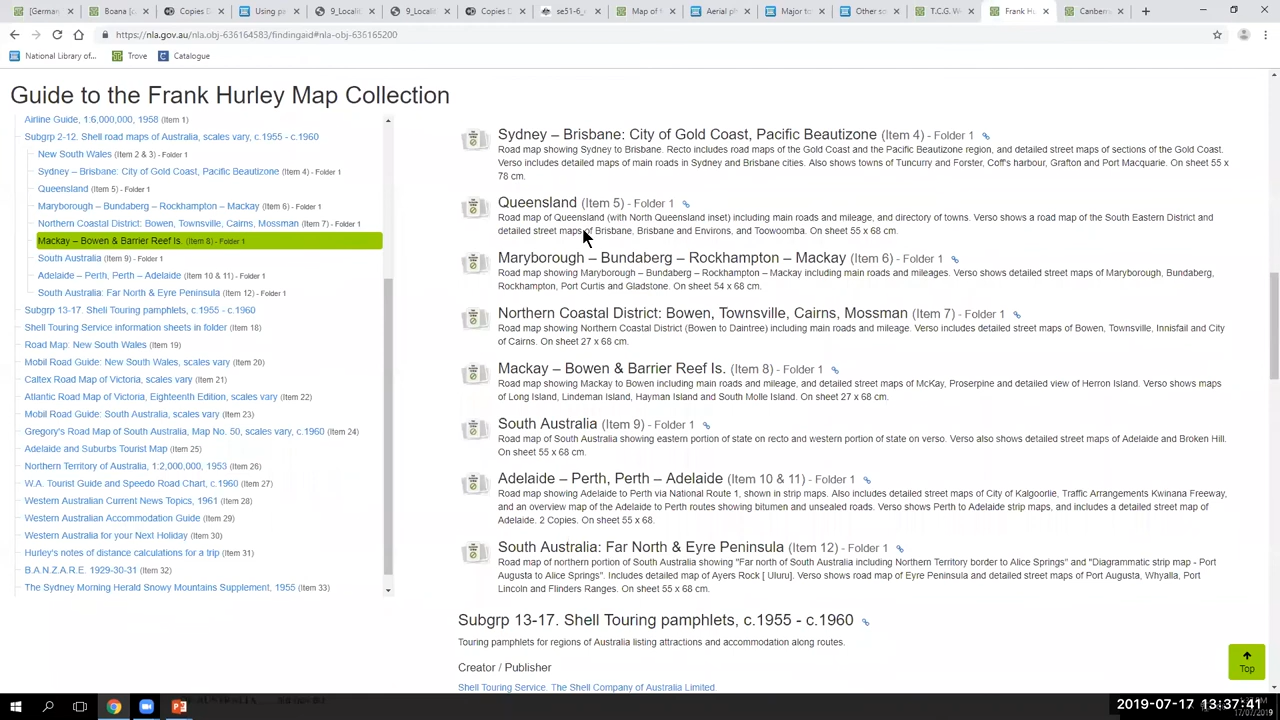 [German
Boana [c
Copies D
Using pa
9_Localit
9_Localit
Copies D
se51-6_c
Map of t
Aerial ph
Major to
Other so
T.C.G. W
Frank Hu
Canberra
https://nla.gov.au/nla.obj-636164583/findingaid#nla-obj-636165200
National Library of...
Trove
Catalogue
Guide to the Frank Hurley Map Collection
Airline Guide, 1:6,000,000, 1958 (Item 1)
Subgrp 2-12. Shell road maps of Australia, scales vary, c.1955 - c.1960
New South Wales (Item 2 & 3) - Folder 1
Sydney – Brisbane: City of Gold Coast, Pacific Beautizone (Item 4) - Folder 1
Queensland (Item 5) - Folder 1
Maryborough – Bundaberg – Rockhampton – Mackay (Item 6) - Folder 1
Northern Coastal District: Bowen, Townsville, Cairns, Mossman (Item 7) - Folder 1
Mackay – Bowen & Barrier Reef Is. (Item 8) - Folder 1
South Australia (Item 9) - Folder 1
Adelaide – Perth, Perth – Adelaide (Item 10 & 11) - Folder 1
South Australia: Far North & Eyre Peninsula (Item 12) - Folder 1
Subgrp 13-17. Shell Touring pamphlets, c.1955 - c.1960
Shell Touring Service information sheets in folder (Item 18)
Road Map: New South Wales (Item 19)
Mobil Road Guide: New South Wales, scales vary (Item 20)
Caltex Road Map of Victoria, scales vary (Item 21)
Atlantic Road Map of Victoria, Eighteenth Edition, scales vary (Item 22)
Mobil Road Guide: South Australia, scales vary (Item 23)
Gregory's Road Map of South Australia, Map No. 50, scales vary, c.1960 (Item 24)
Adelaide and Suburbs Tourist Map (Item 25)
Northern Territory of Australia, 1:2,000,000, 1953 (Item 26)
W.A. Tourist Guide and Speedo Road Chart, c.1960 (Item 27)
Western Australian Current News Topics, 1961 (Item 28)
Western Australian Accommodation Guide (Item 29)
Western Australia for your Next Holiday (Item 30)
Hurley's notes of distance calculations for a trip (Item 31)
B.A.N.Z.A.R.E. 1929-30-31 (Item 32)
The Sydney Morning Herald Snowy Mountains Supplement, 1955 (Item 33)
Sydney – Brisbane: City of Gold Coast, Pacific Beautizone (Item 4) - Folder 1
Road map showing Sydney to Brisbane. Recto includes road maps of the Gold Coast and the Pacific Beautizone region, and detailed street maps of sections of the Gold Coast.
Verso includes detailed maps of main roads in Sydney and Brisbane cities. Also shows towns of Tuncurry and Forster, Coff's harbour, Grafton and Port Macquarie. On sheet 55 x
78 cm.
Queensland (Item 5) - Folder 1
Road map of Queensland (with North Queensland inset) including main roads and mileage, and directory of towns. Verso shows a road map of the South Eastern District and
detailed street maps of Brisbane, Brisbane and Environs, and Toowoomba. On sheet 55 x 68 cm.
Maryborough – Bundaberg – Rockhampton – Mackay (Item 6) - Folder 1
Road map showing Maryborough – Bundaberg – Rockhampton – Mackay including main roads and mileages. Verso shows detailed street maps of Maryborough, Bundaberg,
Rockhampton, Port Curtis and Gladstone. On sheet 54 x 68 cm.
Northern Coastal District: Bowen, Townsville, Cairns, Mossman (Item 7) - Folder 1
Road map showing Northern Coastal District (Bowen to Daintree) including main roads and mileage. Verso includes detailed street maps of Bowen, Townsville, Innisfail and City
of Cairns. On sheet 27 x 68 cm.
Mackay – Bowen & Barrier Reef Is. (Item 8) - Folder 1
Road map showing Mackay to Bowen including main roads and mileage, and detailed street maps of McKay, Proserpine and detailed view of Herron Island. Verso shows maps
of Long Island, Lindeman Island, Hayman Island and South Molle Island. On sheet 27 x 68 cm.
South Australia (Item 9) - Folder 1
Road map of South Australia showing eastern portion of state on recto and western portion of state on verso. Verso also shows detailed street maps of Adelaide and Broken Hill.
On sheet 55 x 68 cm.
Adelaide – Perth, Perth – Adelaide (Item 10 & 11) - Folder 1
Road map showing Adelaide to Perth via National Route 1, shown in strip maps. Also includes detailed street maps of City of Kalgoorlie, Traffic Arrangements Kwinana Freeway,
and an overview map of the Adelaide to Perth routes showing bitumen and unsealed roads. Verso shows Perth to Adelaide strip maps, and includes a detailed street map of
Adelaide. 2 Copies. On sheet 55 x 68.
South Australia: Far North & Eyre Peninsula (Item 12) - Folder 1
Road map of northern portion of South Australia showing "Far north of South Australia including Northern Territory border to Alice Springs" and "Diagrammatic strip map - Port
Augusta to Alice Springs". Includes detailed map of Ayers Rock [ Uluru]. Verso shows road map of Eyre Peninsula and detailed street maps of Port Augusta, Whyalla, Port
Lincoln and Flinders Ranges. On sheet 55 x 68 cm.
Subgrp 13-17. Shell Touring pamphlets, c.1955 - c.1960
Touring pamphlets for regions of Australia listing attractions and accommodation along routes.
Creator / Publisher
Shell Touring Service. The Shell Company of Australia Limited.
Top
2019-07-17 13:37:41
17/07/2019